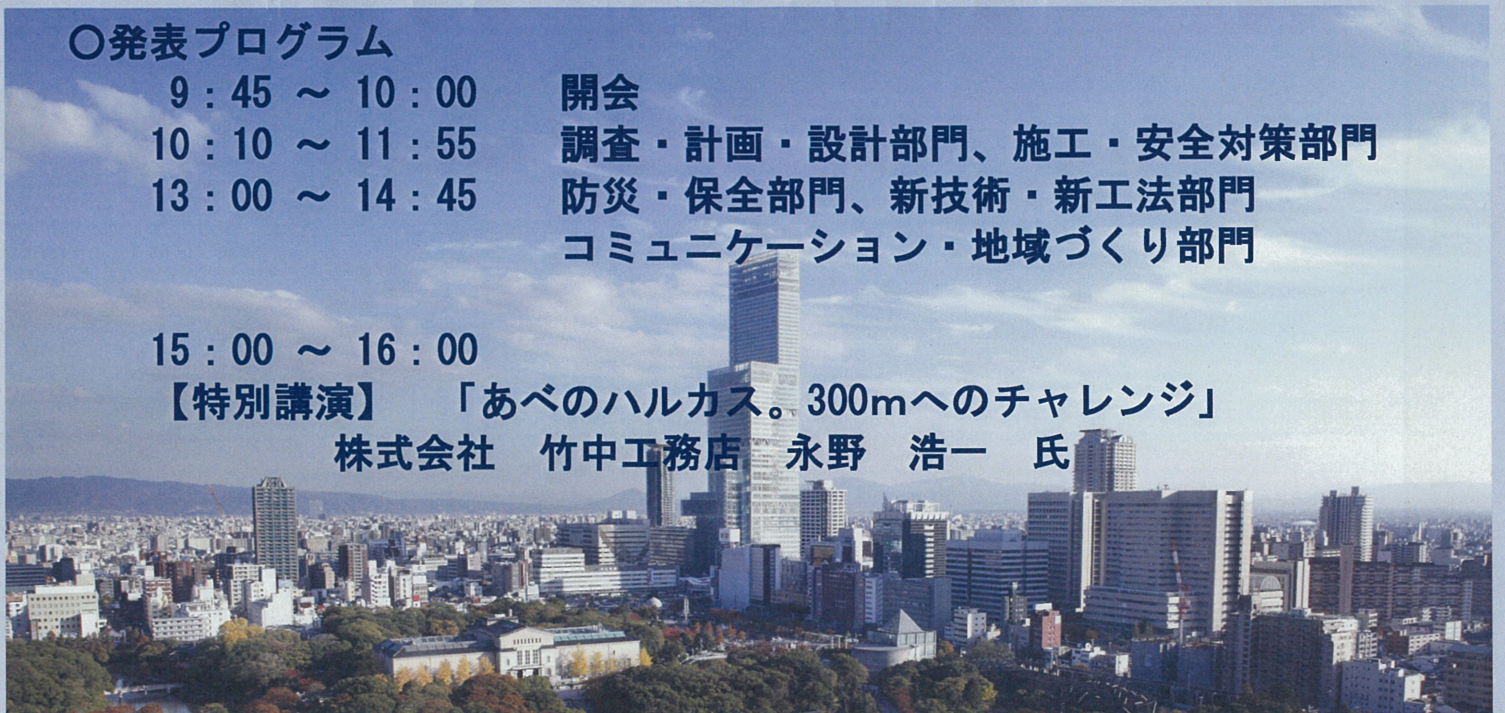 〇発表プログラム
9：45 ～ 10：00 開会
10：10 ～ 11：55 調査・計画・設計部門、施工・安全対策部門
13：00 ～ 14：45 防災・保全部門、新技術・新工法部門
コミュニケーション・地域づくり部門
15：00 ～ 16：00
【特別講演】 「あべのハルカス。300mへのチャレンジ」
株式会社 竹中工務店 永野 浩一 氏